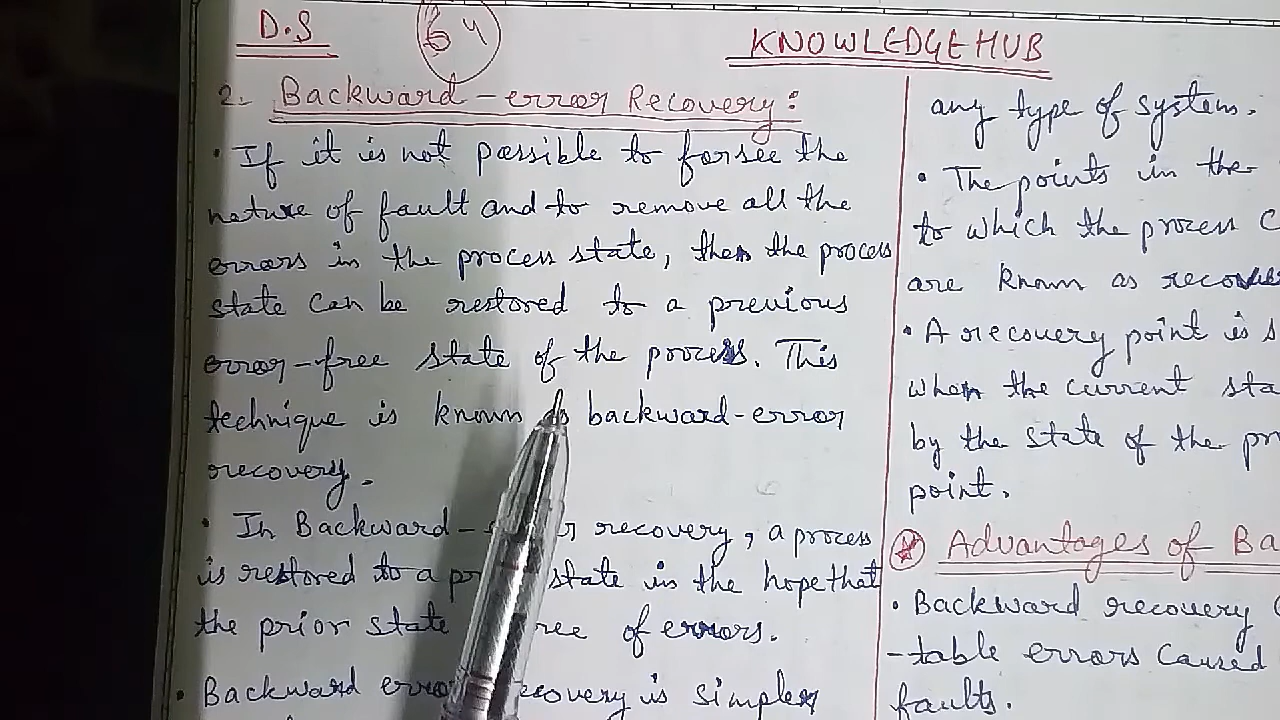 D.S
64
KNOWLEDGE HUB
2. Backward-error Recovery:
• If it is not possible to forsee the
nature of fault and to remove all the
errors in the process state, then the process
state can be restored to a previous
error-free state of the process. This
technique is known as backward-error
recovery.
• In Backward- recovery, a process
is restored to a state in the hope that
the prior state of errors.
• Backward recovery is simpler
any type of system.
• The points in the
to which the process
are known as
• A recovery point is
when the current
by the state of the
point.
Advantages of
• Backward recovery
-table errors caused
faults.